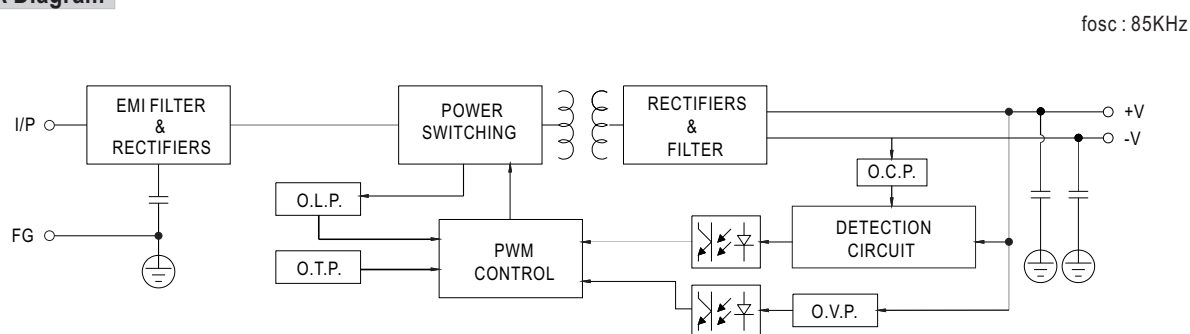 Diagram
fosc : 85KHz
I/P
EMI FILTER
&
RECTIFIERS
POWER
SWITCHING
RECTIFIERS
&
FILTER
+V
-V
O.C.P.
O.L.P.
FG
PWM
CONTROL
DETECTION
CIRCUIT
O.T.P.
O.V.P.